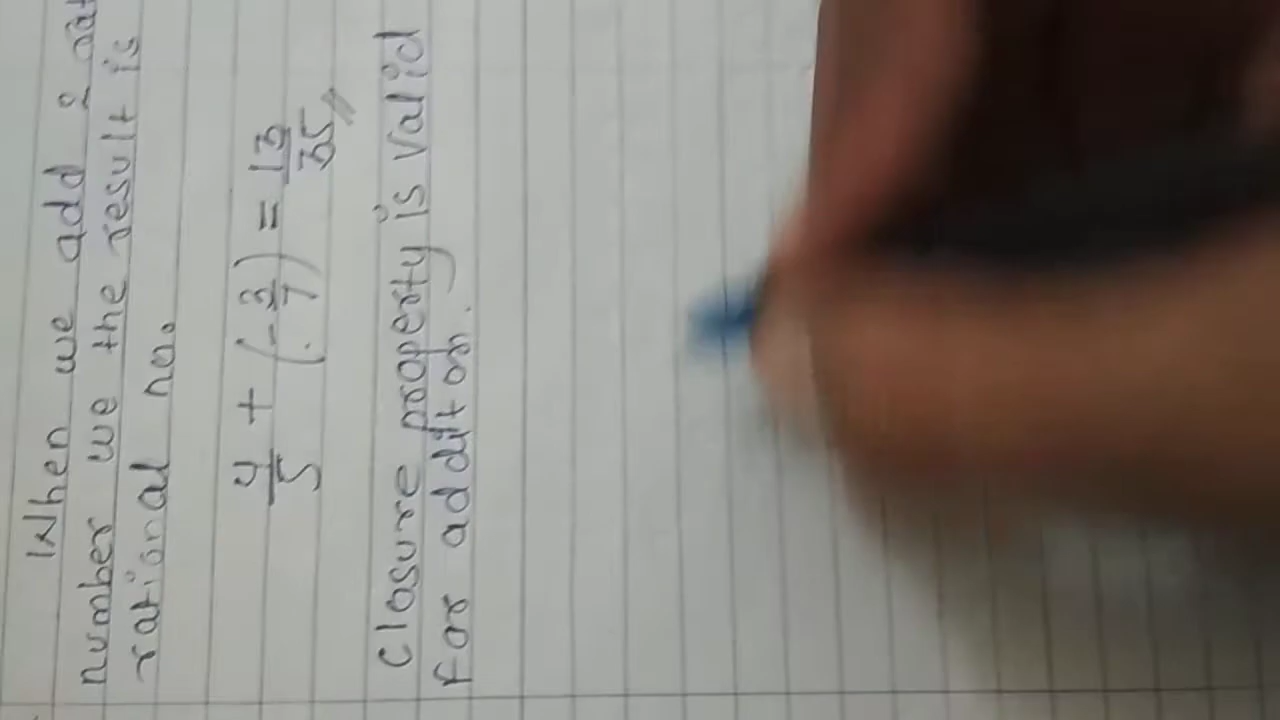 When we add 2
number we the result is
rational no.
4/5 + (-3/7) = 13/35
Closure property is valid
for additon.